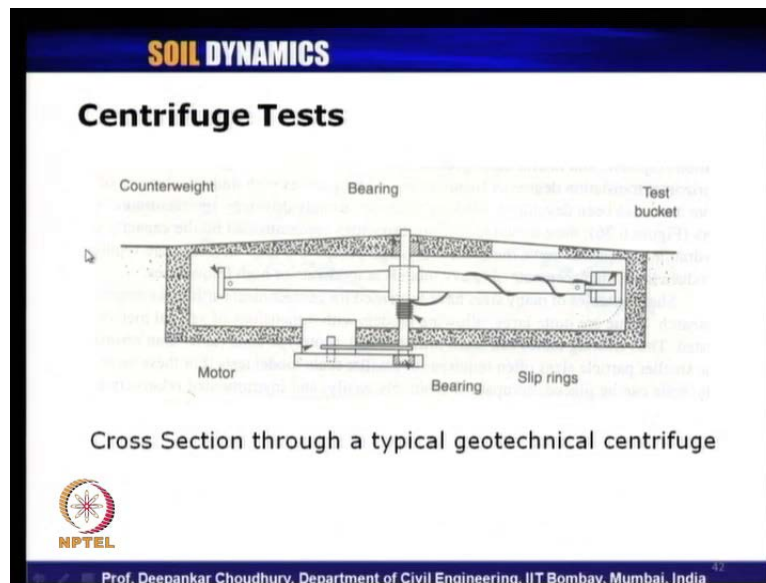 SOIL DYNAMICS
Centrifuge Tests
Counterweight
Bearing
Test
bucket
Motor
Bearing
Slip rings
Cross Section through a typical geotechnical centrifuge
NPTEL
Prof. Deepankar Choudhury, Department of Civil Engineering, IIT Bombay, Mumbai, India
42